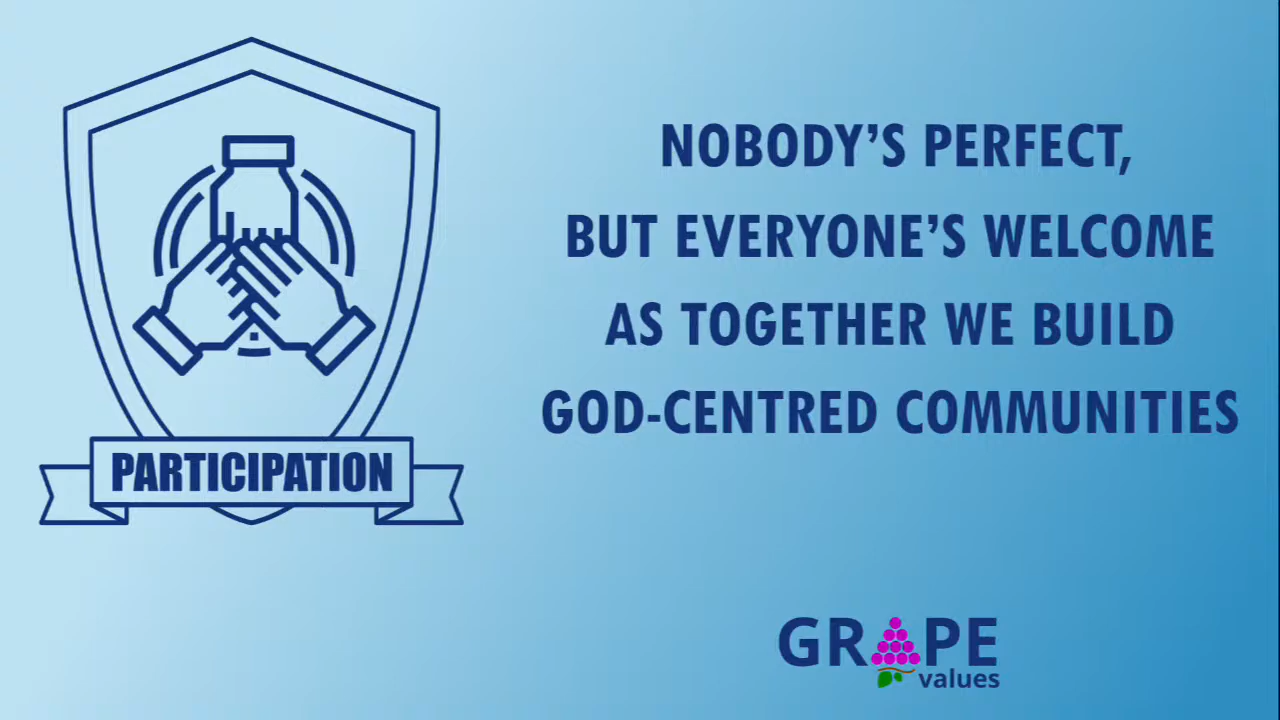 NOBODY’S PERFECT,
BUT EVERYONE’S WELCOME
AS TOGETHER WE BUILD
GOD-CENTRED COMMUNITIES
PARTICIPATION
GRAPE
values